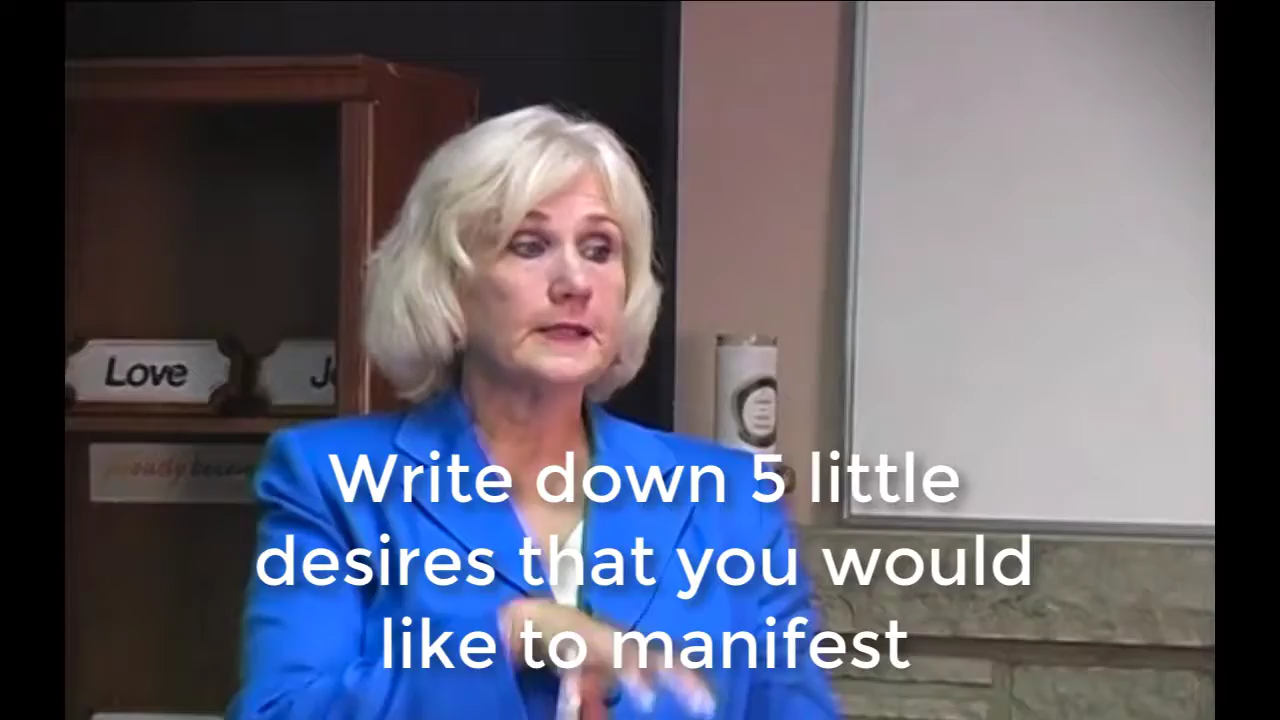 Love
Write down 5 little
desires that you would
like to manifest